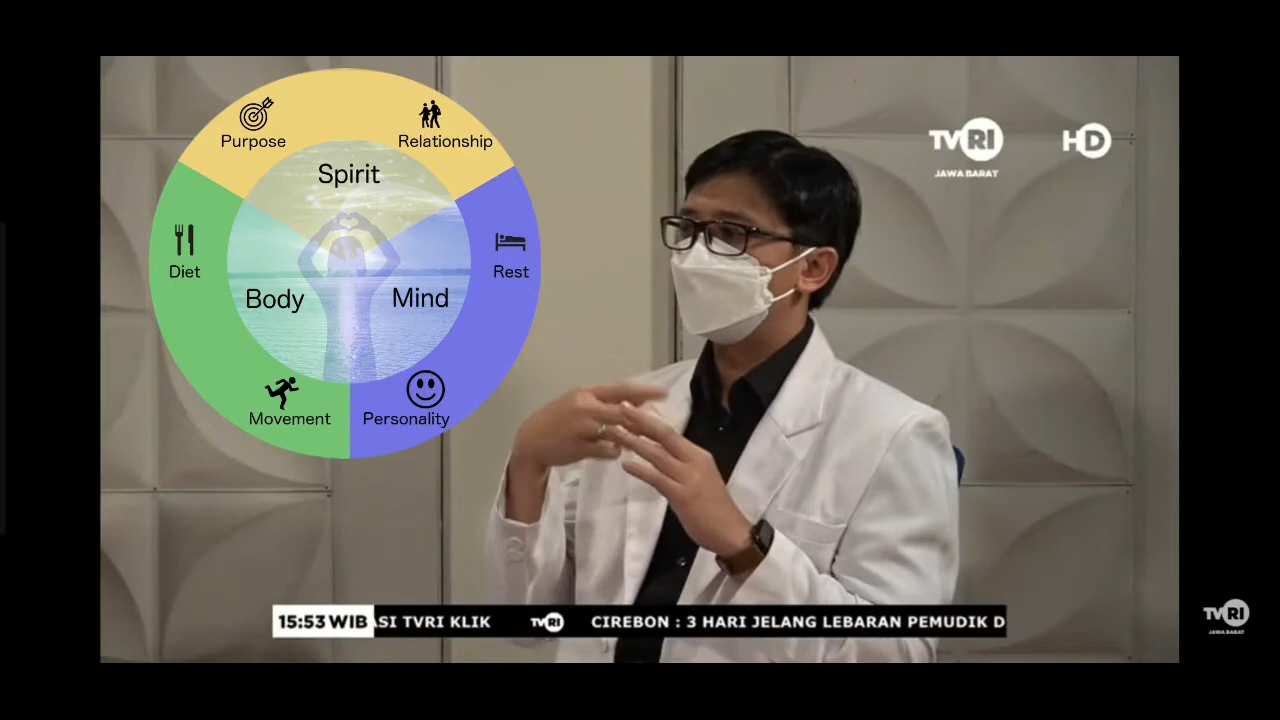 Purpose
Relationship
Spirit
Diet
Rest
Body
Mind
Movement
Personality
TVRI
JAWA BARAT
HD
15:53 WIB
SI TVRI KLIK
TVRI
CIREBON : 3 HARI JELANG LEBARAN PEMUDIK D
TVRI
JAWA BARAT